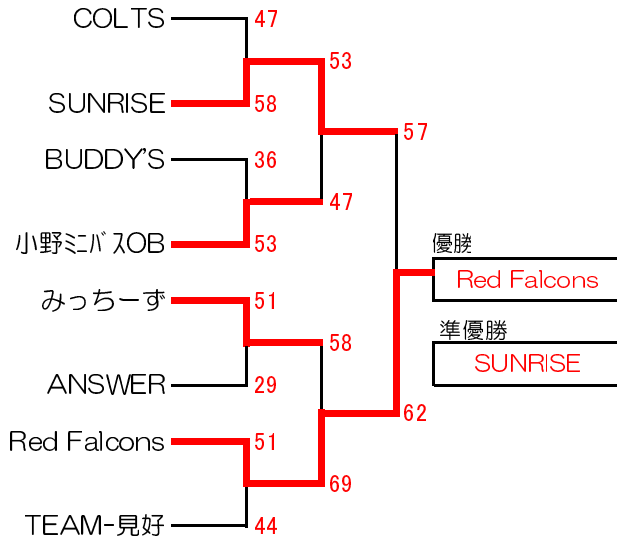 COLTS
47
53
SUNRISE
58
57
BUDDY'S
36
47
小野ミニバスOB
53
優勝
Red Falcons
みっちーず
51
58
準優勝
SUNRISE
ANSWER
29
62
Red Falcons
51
69
TEAM-見好
44